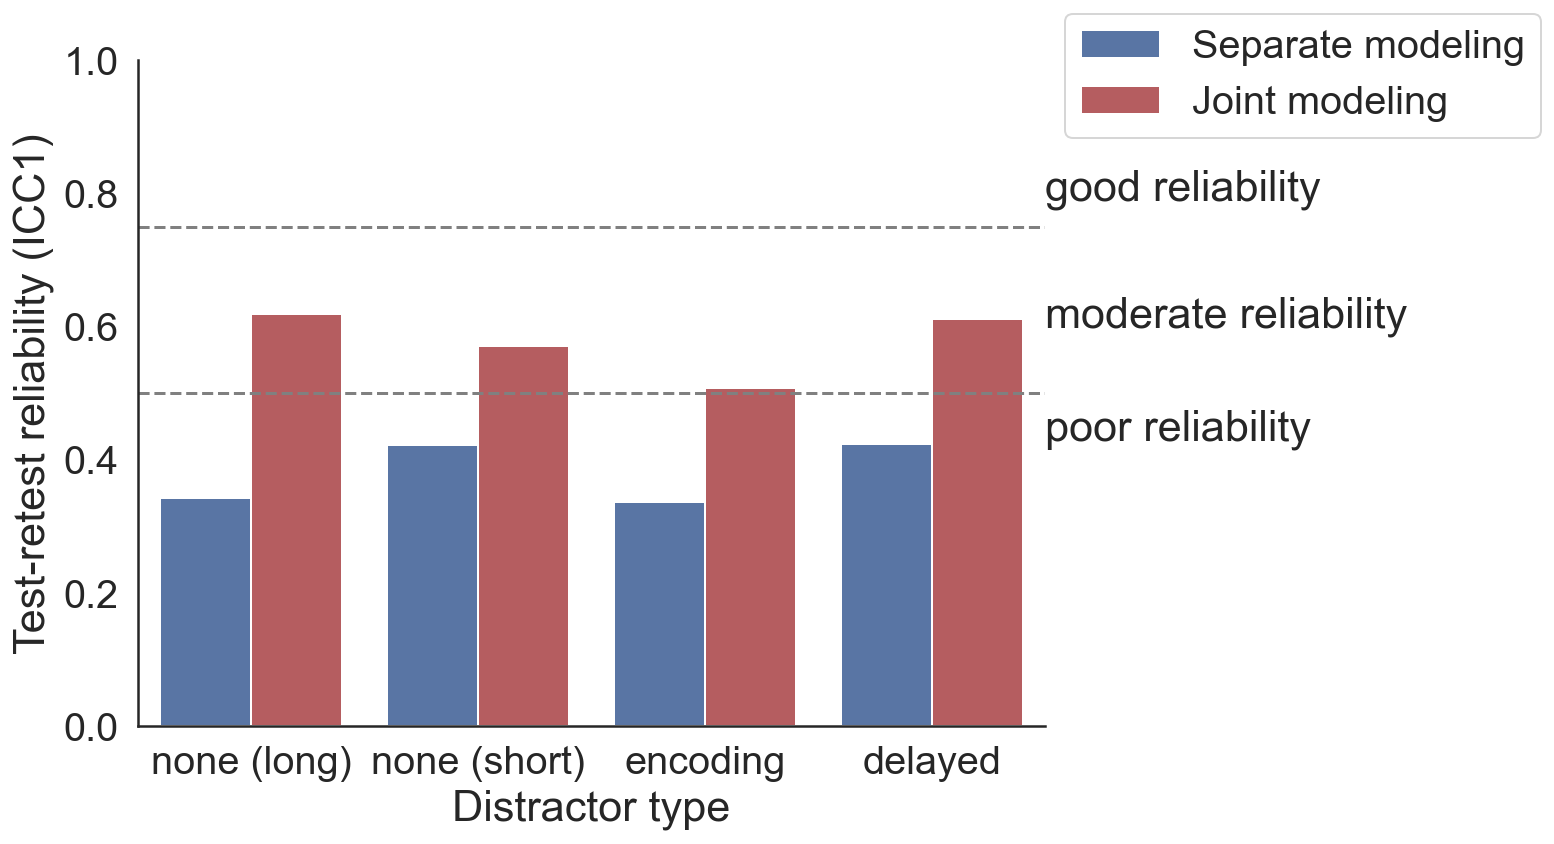 Separate modeling
Joint modeling
Test-retest reliability (ICC1)
1.0
0.8
0.6
0.4
0.2
0.0
good reliability
moderate reliability
poor reliability
none (long)
none (short)
encoding
delayed
Distractor type